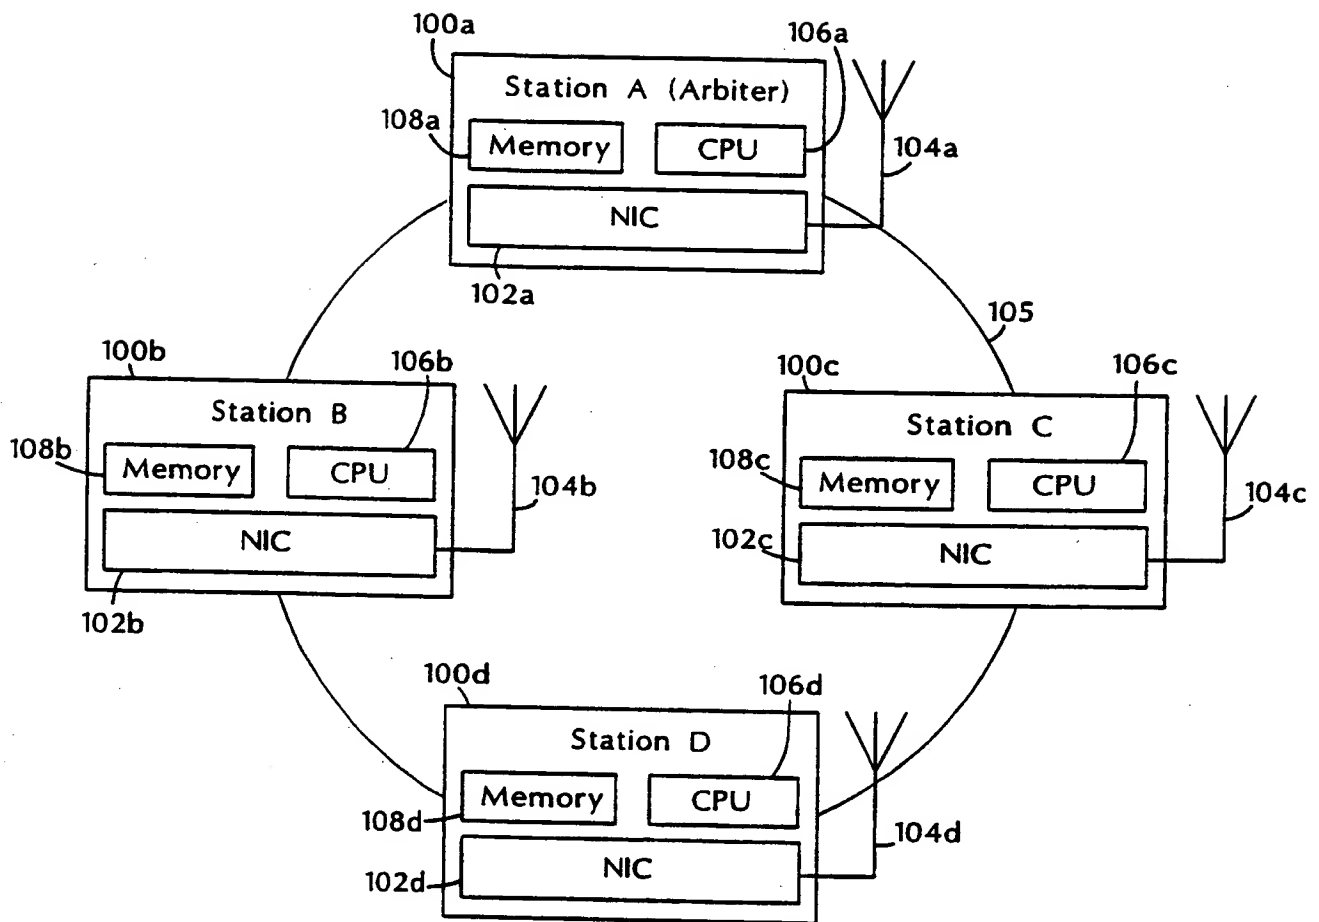 100a
106a
Station A (Arbiter)
108a
Memory
CPU
104a
NIC
102a
105
100b
106b
Station B
108b
Memory
CPU
104b
NIC
102b
100c
106c
Station C
108c
Memory
CPU
104c
102c
NIC
100d
106d
Station D
Memory
CPU
108d
104d
NIC
102d